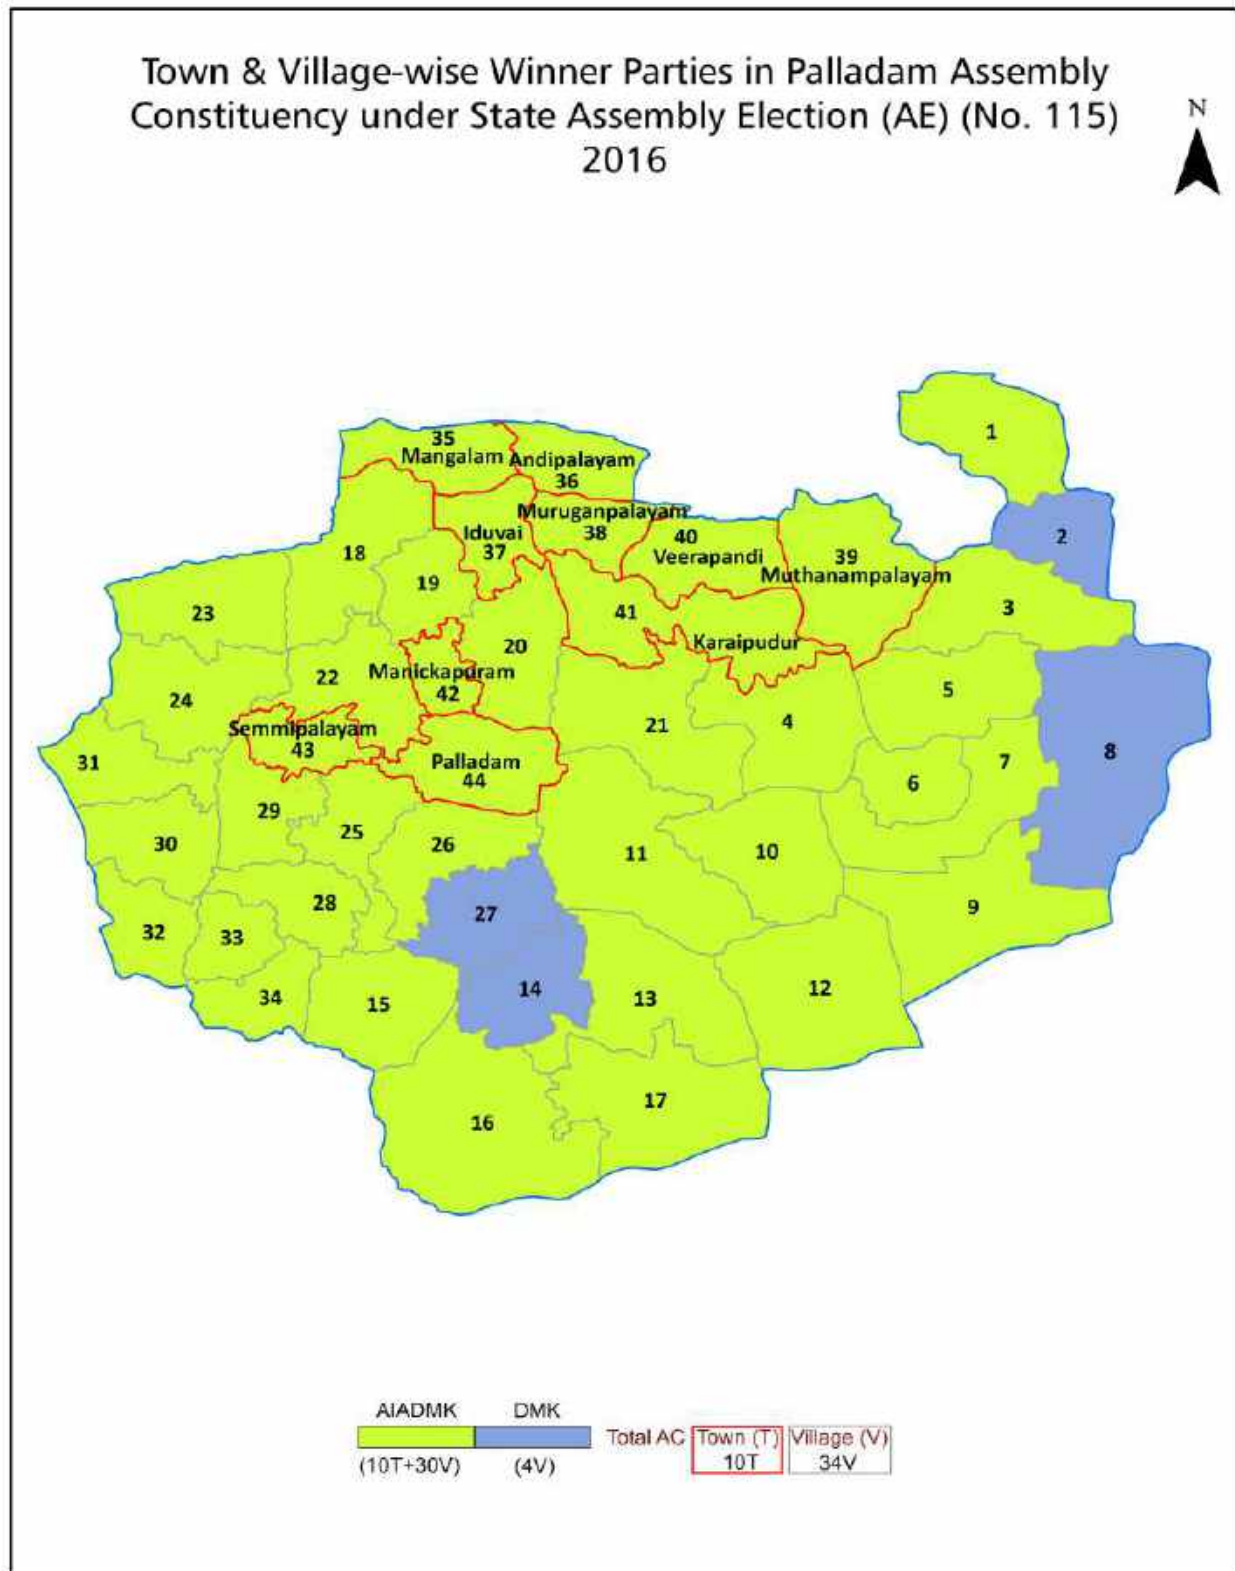 Town & Village-wise Winner Parties in Palladam Assembly
Constituency under State Assembly Election (AE) (No. 115)
2016
N
1
35
Mangalam
Andipalayam
36
2
Muruganpalayam
38
Iduvai
37
40
Veerapandi
39
Muthanampalayam
18
19
23
3
41
20
Karaipudur
Manickapuram
42
22
24
5
21
4
Semmipalayam
43
8
31
Palladam
44
7
6
29
25
30
26
11
10
28
27
9
32
33
34
15
14
13
12
17
16
AIADMK
DMK
Total AC
Town (T)
Village (V)
10T
34V
(10T+30V)
(4V)